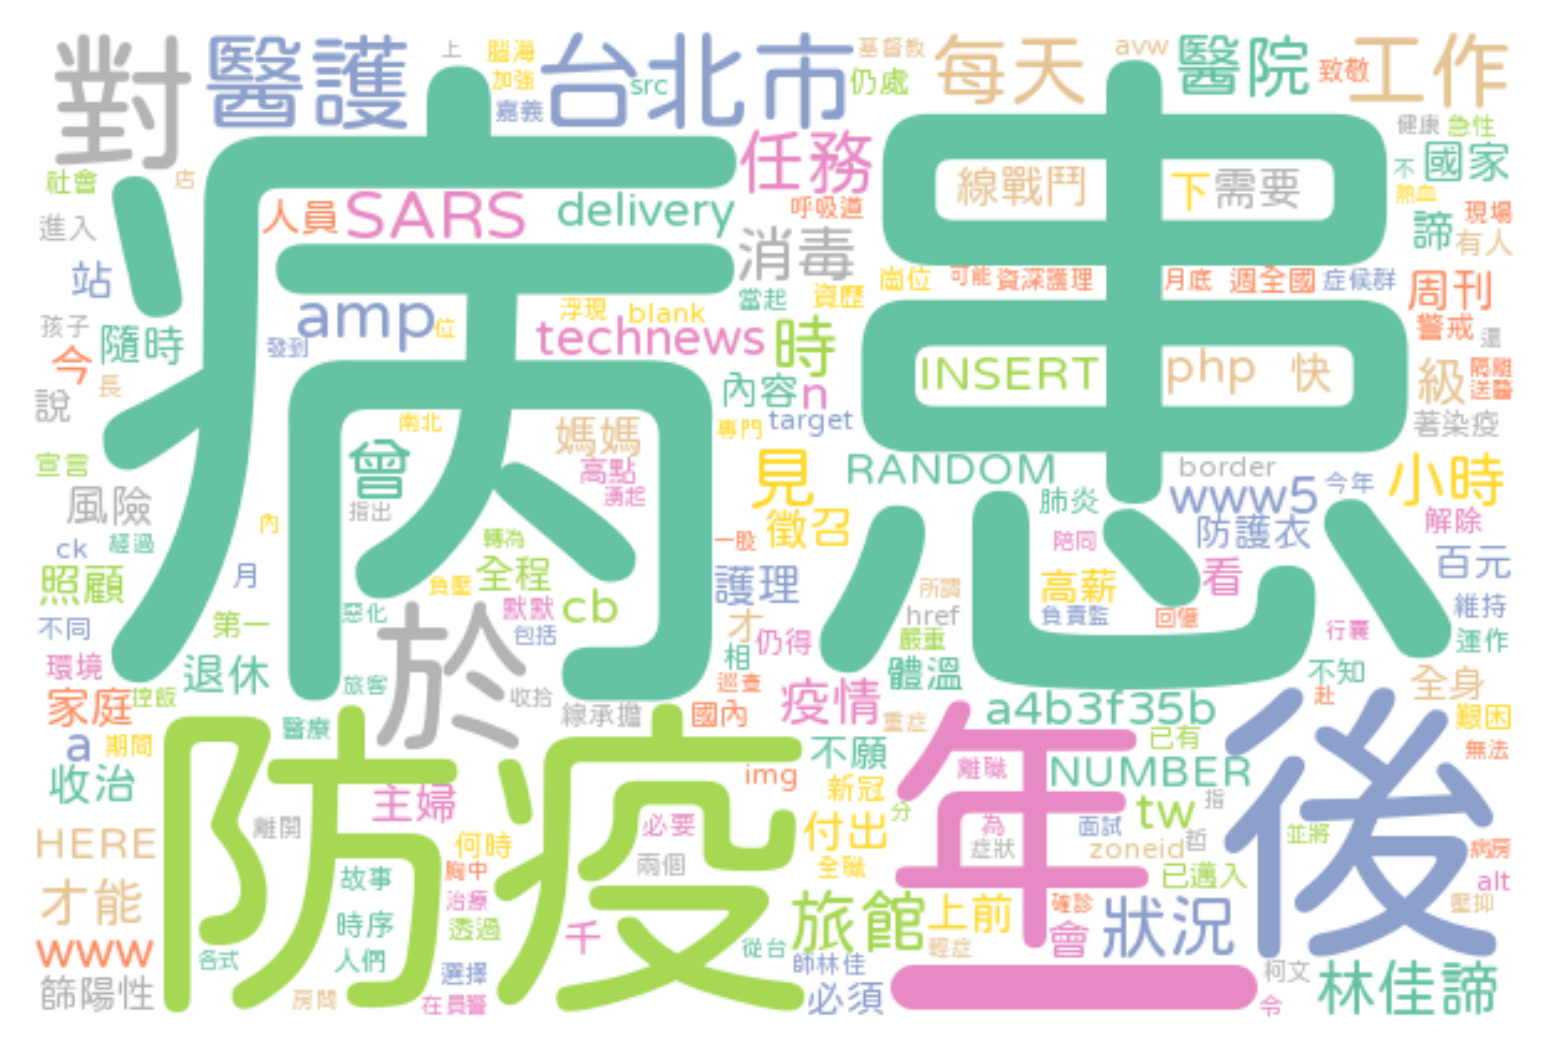 對 醫護 上 腦海 加強 嘉義 台北市 src 基督教 仍處 每天 avw 醫院 致敬 工作
病患
健康 急性
社會 店 任務 線戰鬥 下 需要 不 國家
人員 SARS delivery 呼吸道 熱血
進入 消毒 諦 現場 有人
站 當起 資歷 崗位 可能 資深護理 月底 週全國 症候群 周刊
孩子 隨時 amp 位 浮現 blank 警戒 還
今 發到 technews 時 INSERT php 快 級 隔離 送醫
長 說 內容 n
南北 媽媽 專門 target 著染疫
宣言 曾 高點 見 RANDOM border 小時
風險 指出 湧起 徵召 肺炎 www5 今年 解除
ck 經過 內 轉為 一股 陪同 防護衣
照顧 月 負壓 全程 護理 所謂 高薪 看 百元
不同 第一 惡化 默默 cb 才 href 負責監 回憶 維持
於 包括 仍得 嚴重 行囊 運作
環境 退休 相 體溫 不知
家庭 控飯 旅客 收拾 巡查 疫情 赴 全身
線承擔 國內 重症 a4b3f35b 艱困
防疫 年 後
a 期間 醫療 不願 已有 無法
收治 img 新冠 離職 NUMBER
主婦 分 tw 指
HERE 離開 何時 必要 付出 為 面試 哲 並將
兩個 症狀 zoneid 病房
故事 胸中 全職 已邁入 alt
才能 治療 確診 壓抑
時序 透過 千 旅館 上前 會 狀況
www 各式 人們 從台 輕症
選擇 師林佳 柯文
篩陽性 房間 在員警 必須 令 林佳諦